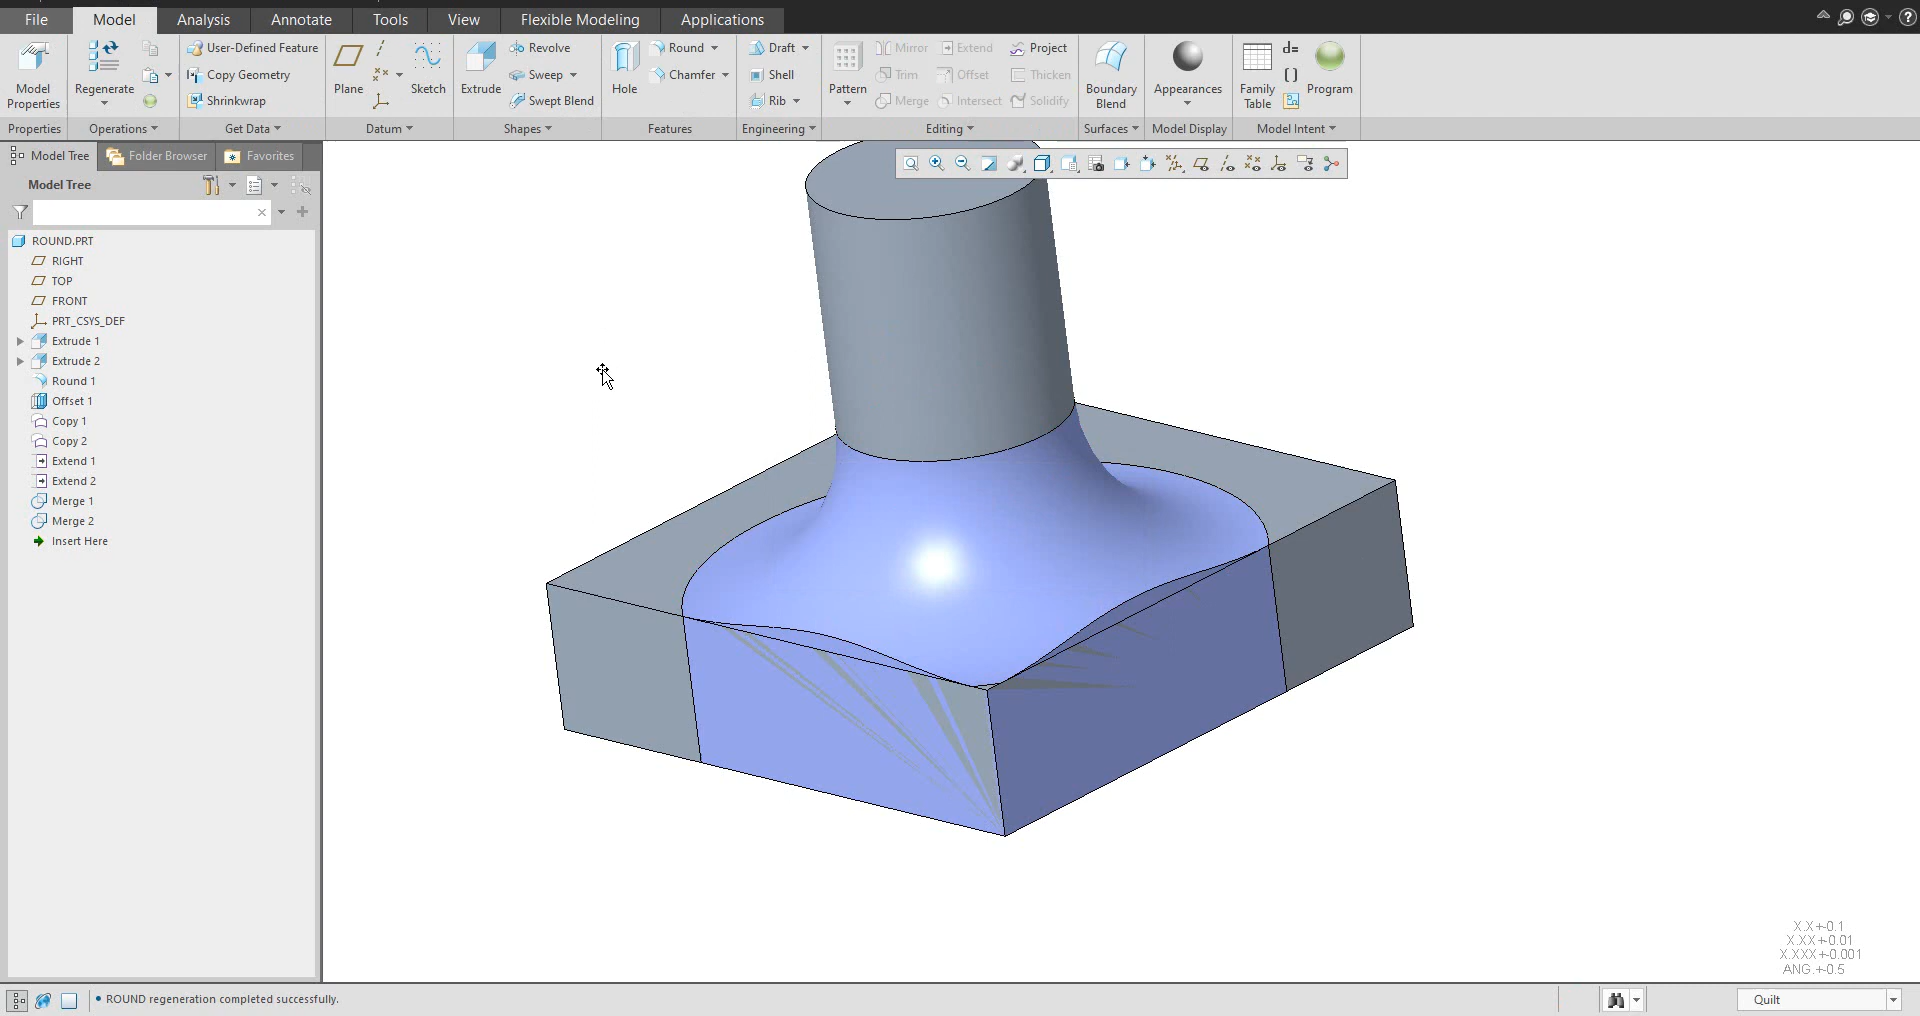 File Model Analysis Annotate Tools View Flexible Modeling Applications
Model Properties
Regenerate
User-Defined Feature
Copy Geometry
Shrinkwrap
Plane
Sketch
Extrude
Revolve
Sweep
Swept Blend
Hole
Round
Chamfer
Draft
Shell
Rib
Pattern
Mirror Extend Project
Trim Offset Thicken
Merge Intersect Solidify
Boundary Blend
Appearances
Family Table
d=
[ ]
Program
Properties Operations Get Data Datum Shapes Features Engineering Editing Surfaces Model Display Model Intent
Model Tree Folder Browser Favorites
Model Tree
ROUND.PRT
RIGHT
TOP
FRONT
PRT_CSYS_DEF
Extrude 1
Extrude 2
Round 1
Offset 1
Copy 1
Copy 2
Extend 1
Extend 2
Merge 1
Merge 2
Insert Here
X.X+-0.1
X.XX+-0.01
X.XXX+-0.001
ANG.+-0.5
• ROUND regeneration completed successfully.
Quilt